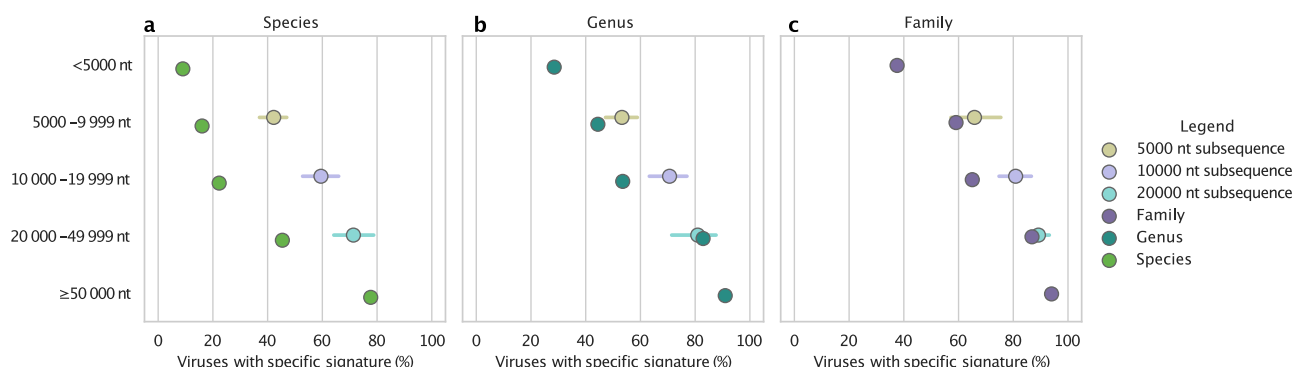 a Species
b Genus
c Family
<5000 nt
5000 – 9 999 nt
10 000 – 19 999 nt
20 000 – 49 999 nt
≥50 000 nt
0 20 40 60 80 100
0 20 40 60 80 100
0 20 40 60 80 100
Viruses with specific signature (%)
Viruses with specific signature (%)
Viruses with specific signature (%)
Legend
5000 nt subsequence
10000 nt subsequence
20000 nt subsequence
Family
Genus
Species